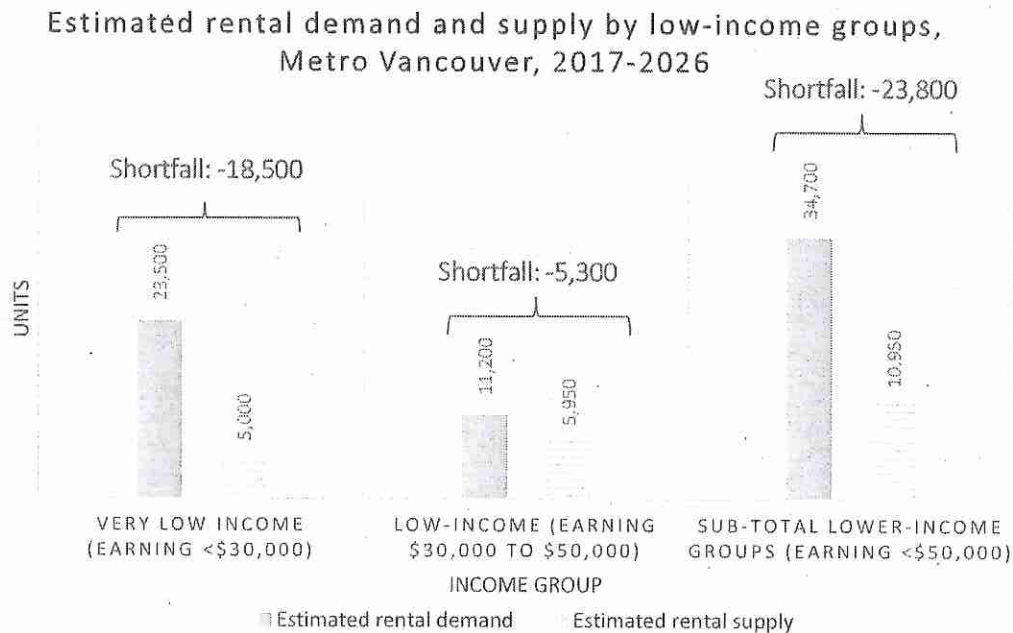 Estimated rental demand and supply by low-income groups,
Metro Vancouver, 2017-2026
Shortfall: -23,800
Shortfall: -18,500
Shortfall: -5,300
34,700
23,500
11,200
10,950
5,950
5,000
UNITS
VERY LOW INCOME
(EARNING <$30,000)
LOW-INCOME (EARNING
$30,000 TO $50,000)
SUB-TOTAL LOWER-INCOME
GROUPS (EARNING <$50,000)
INCOME GROUP
Estimated rental demand
Estimated rental supply